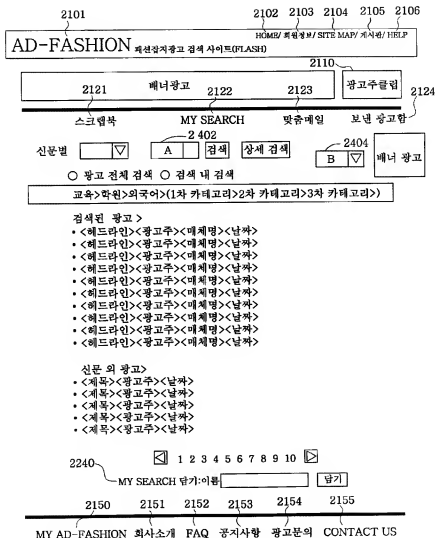 2101 2102 2103 2104 2105 2106
HOME/ 회원정보/ SITE MAP/ 게시판/ HELP
AD-FASHION 패션잡지광고 검색 사이트(FLASH)
2110
배너광고 광고주클럽
2121 2122 2123 2124
스크랩북 MY SEARCH 맞춤메일 보낸 광고함
2402 2404
신문별 ▽ A 검색 상세 검색 B ▽ 배너 광고
○ 광고 전체 검색 ○ 검색 내 검색
교육>학원>외국어>(1차 카테고리>2차 카테고리>3차 카테고리>)
검색된 광고 >
• <헤드라인><광고주><매체명><날짜>
• <헤드라인><광고주><매체명><날짜>
• <헤드라인><광고주><매체명><날짜>
• <헤드라인><광고주><매체명><날짜>
• <헤드라인><광고주><매체명><날짜>
• <헤드라인><광고주><매체명><날짜>
• <헤드라인><광고주><매체명><날짜>
• <헤드라인><광고주><매체명><날짜>
• <헤드라인><광고주><매체명><날짜>
• <헤드라인><광고주><매체명><날짜>
신문 외 광고>
• <제목><광고주><날짜>
• <제목><광고주><날짜>
• <제목><광고주><날짜>
• <제목><광고주><날짜>
• <제목><광고주><날짜>
1 2 3 4 5 6 7 8 9 10
2240
MY SEARCH 담기:이름 담기
2150 2151 2152 2153 2154 2155
MY AD-FASHION 회사소개 FAQ 공지사항 광고문의 CONTACT US